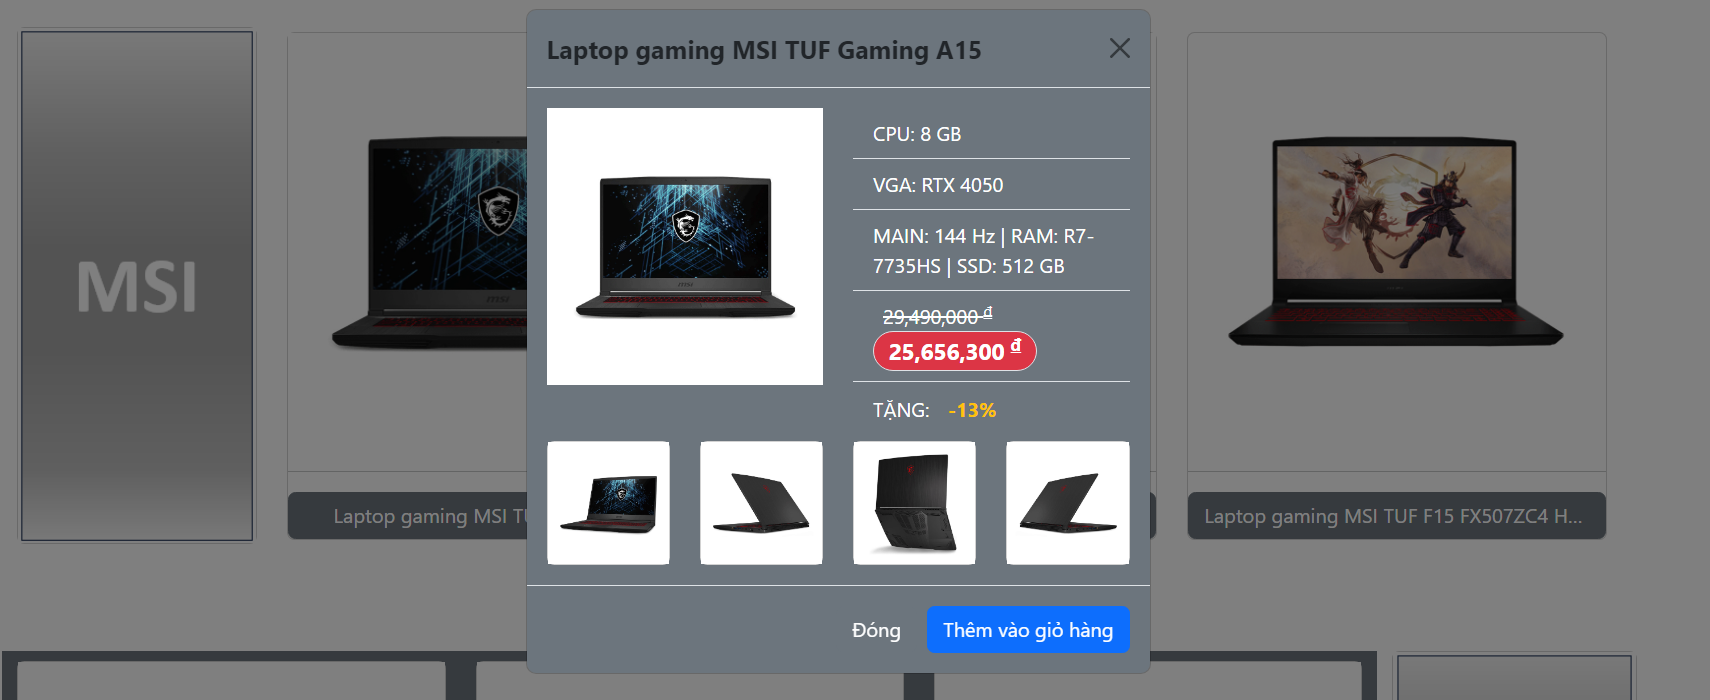 Laptop gaming MSI TUF Gaming A15
MSI
CPU: 8 GB
VGA: RTX 4050
MAIN: 144 Hz | RAM: R7-
7735HS | SSD: 512 GB
29,490,000 đ
25,656,300 đ
TẶNG: -13%
Laptop gaming MSI TU
Laptop gaming MSI TUF F15 FX507ZC4 H...
Đóng
Thêm vào giỏ hàng